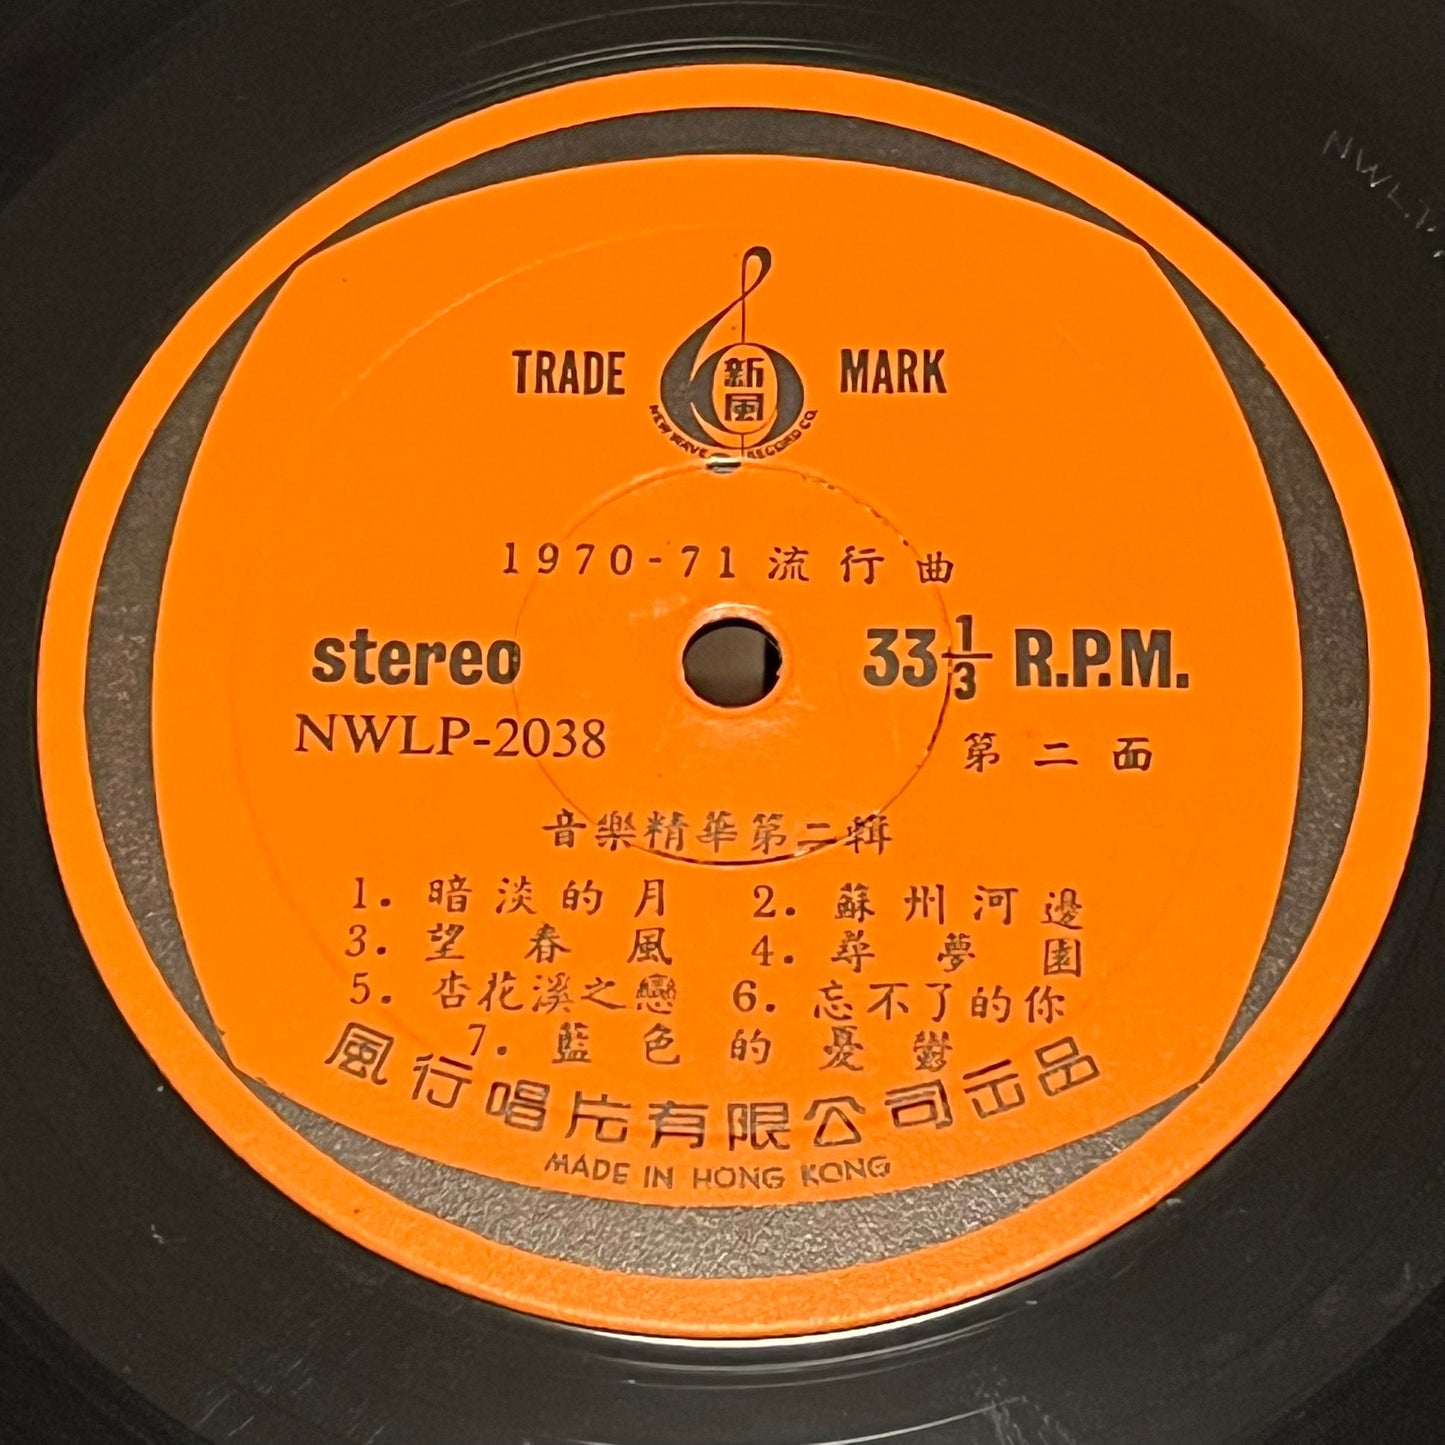 TRADE 新風 MARK
NEW WAVE RECORD CO.
1970-71 流行曲
stereo 33 1/3 R.P.M.
NWLP-2038 第二面
音樂精華第二輯
1. 暗淡的月 2. 蘇州河邊
3. 望春風 4. 尋夢園
5. 杏花溪之戀 6. 忘不了的你
7. 藍色的憂鬱
風行唱片有限公司出品
MADE IN HONG KONG